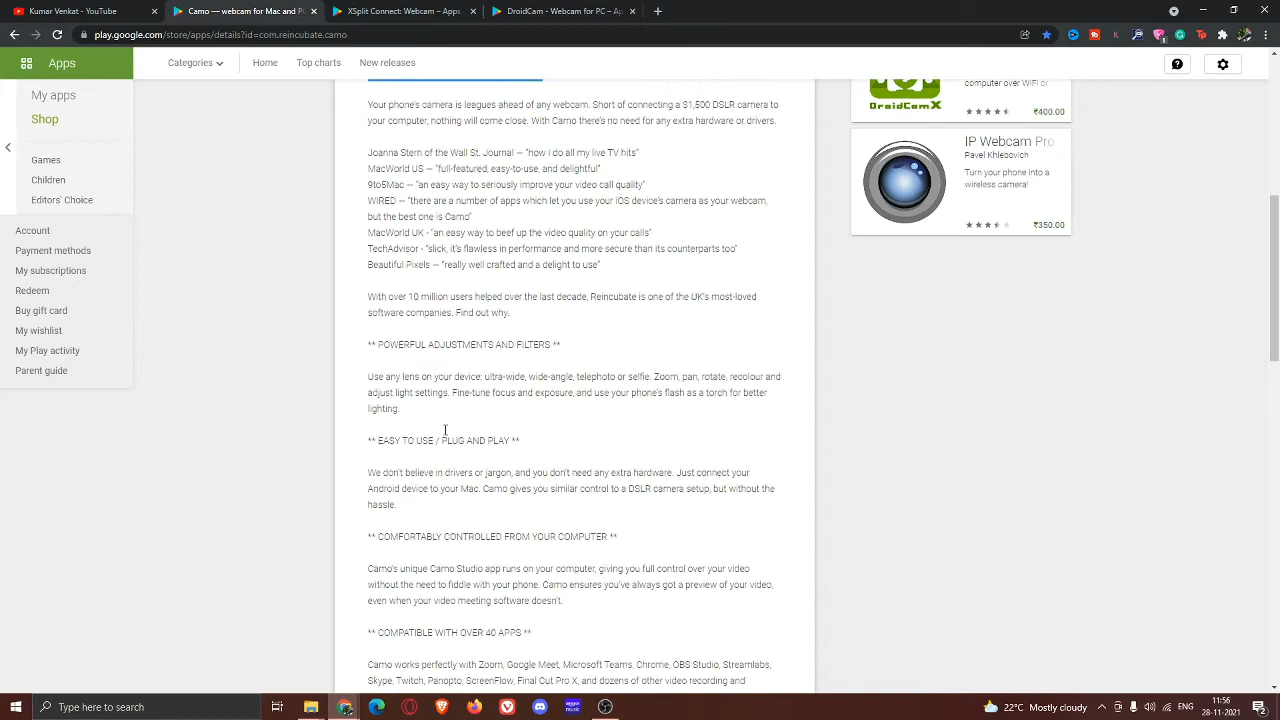 Kumar Venkat - YouTube
Camo — webcam for Mac and P
XSplit Connect: Webcam – Apps
DroidCam - Webcam for PC – Ap
play.google.com/store/apps/details?id=com.reincubate.camo
Apps
Categories
Home
Top charts
New releases
My apps
Shop
Games
Children
Editors' Choice
Account
Payment methods
My subscriptions
Redeem
Buy gift card
My wishlist
My Play activity
Parent guide
Your phone's camera is leagues ahead of any webcam. Short of connecting a $1,500 DSLR camera to
your computer, nothing will come close. With Camo there's no need for any extra hardware or drivers.
Joanna Stern of the Wall St. Journal — “how I do all my live TV hits”
MacWorld US — “full-featured, easy-to-use, and delightful”
9to5Mac — “an easy way to seriously improve your video call quality”
WIRED — “there are a number of apps which let you use your iOS device's camera as your webcam,
but the best one is Camo”
MacWorld UK - “an easy way to beef up the video quality on your calls”
TechAdvisor - “slick, it's flawless in performance and more secure than its counterparts too”
Beautiful Pixels — “really well crafted and a delight to use”
With over 10 million users helped over the last decade, Reincubate is one of the UK's most-loved
software companies. Find out why.
** POWERFUL ADJUSTMENTS AND FILTERS **
Use any lens on your device: ultra-wide, wide-angle, telephoto or selfie. Zoom, pan, rotate, recolour and
adjust light settings. Fine-tune focus and exposure, and use your phone's flash as a torch for better
lighting.
** EASY TO USE / PLUG AND PLAY **
We don't believe in drivers or jargon, and you don't need any extra hardware. Just connect your
Android device to your Mac. Camo gives you similar control to a DSLR camera setup, but without the
hassle.
** COMFORTABLY CONTROLLED FROM YOUR COMPUTER **
Camo's unique Camo Studio app runs on your computer, giving you full control over your video
without the need to fiddle with your phone. Camo ensures you've always got a preview of your video,
even when your video meeting software doesn't.
** COMPATIBLE WITH OVER 40 APPS **
Camo works perfectly with Zoom, Google Meet, Microsoft Teams, Chrome, OBS Studio, Streamlabs,
Skype, Twitch, Panopto, ScreenFlow, Final Cut Pro X, and dozens of other video recording and
DroidCamX
computer over WiFi or
₹400.00
IP Webcam Pro
Pavel Khlebovich
Turn your phone into a
wireless camera!
₹350.00
Type here to search
22°C Mostly cloudy
ENG
11:56
28-11-2021